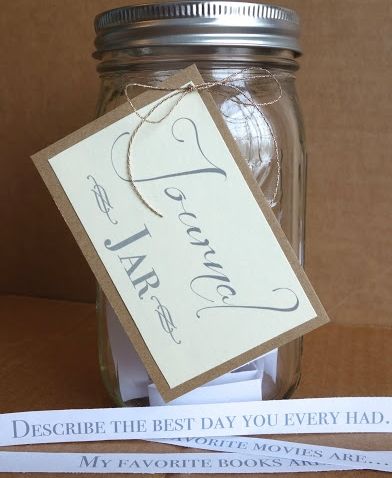 Journal
JAR
DESCRIBE THE BEST DAY YOU EVERY HAD.
FAVORITE MOVIES ARE...
MY FAVORITE BOOKS ARE...